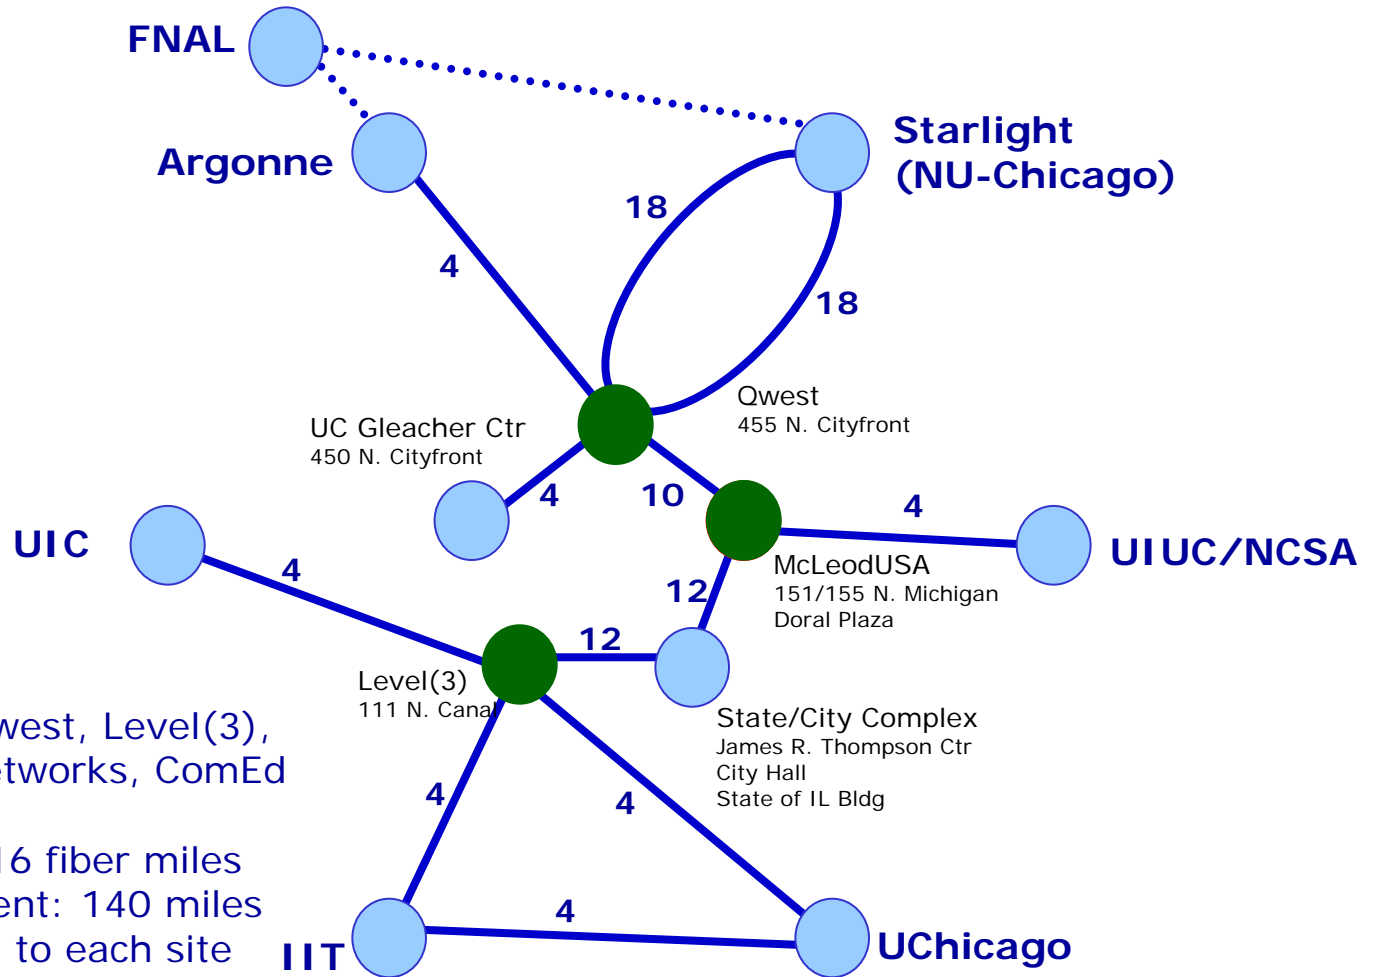 FNAL
Starlight
(NU-Chicago)
Argonne
18
4
18
Qwest
455 N. Cityfront
UC Gleacher Ctr
450 N. Cityfront
4
10
4
UIC
UIUC/NCSA
4
McLeodUSA
151/155 N. Michigan
Doral Plaza
12
12
Level(3)
111 N. Canal
State/City Complex
James R. Thompson Ctr
City Hall
State of IL Bldg
west, Level(3),
etworks, ComEd
4
4
16 fiber miles
ent: 140 miles
to each site
4
IIT
UChicago